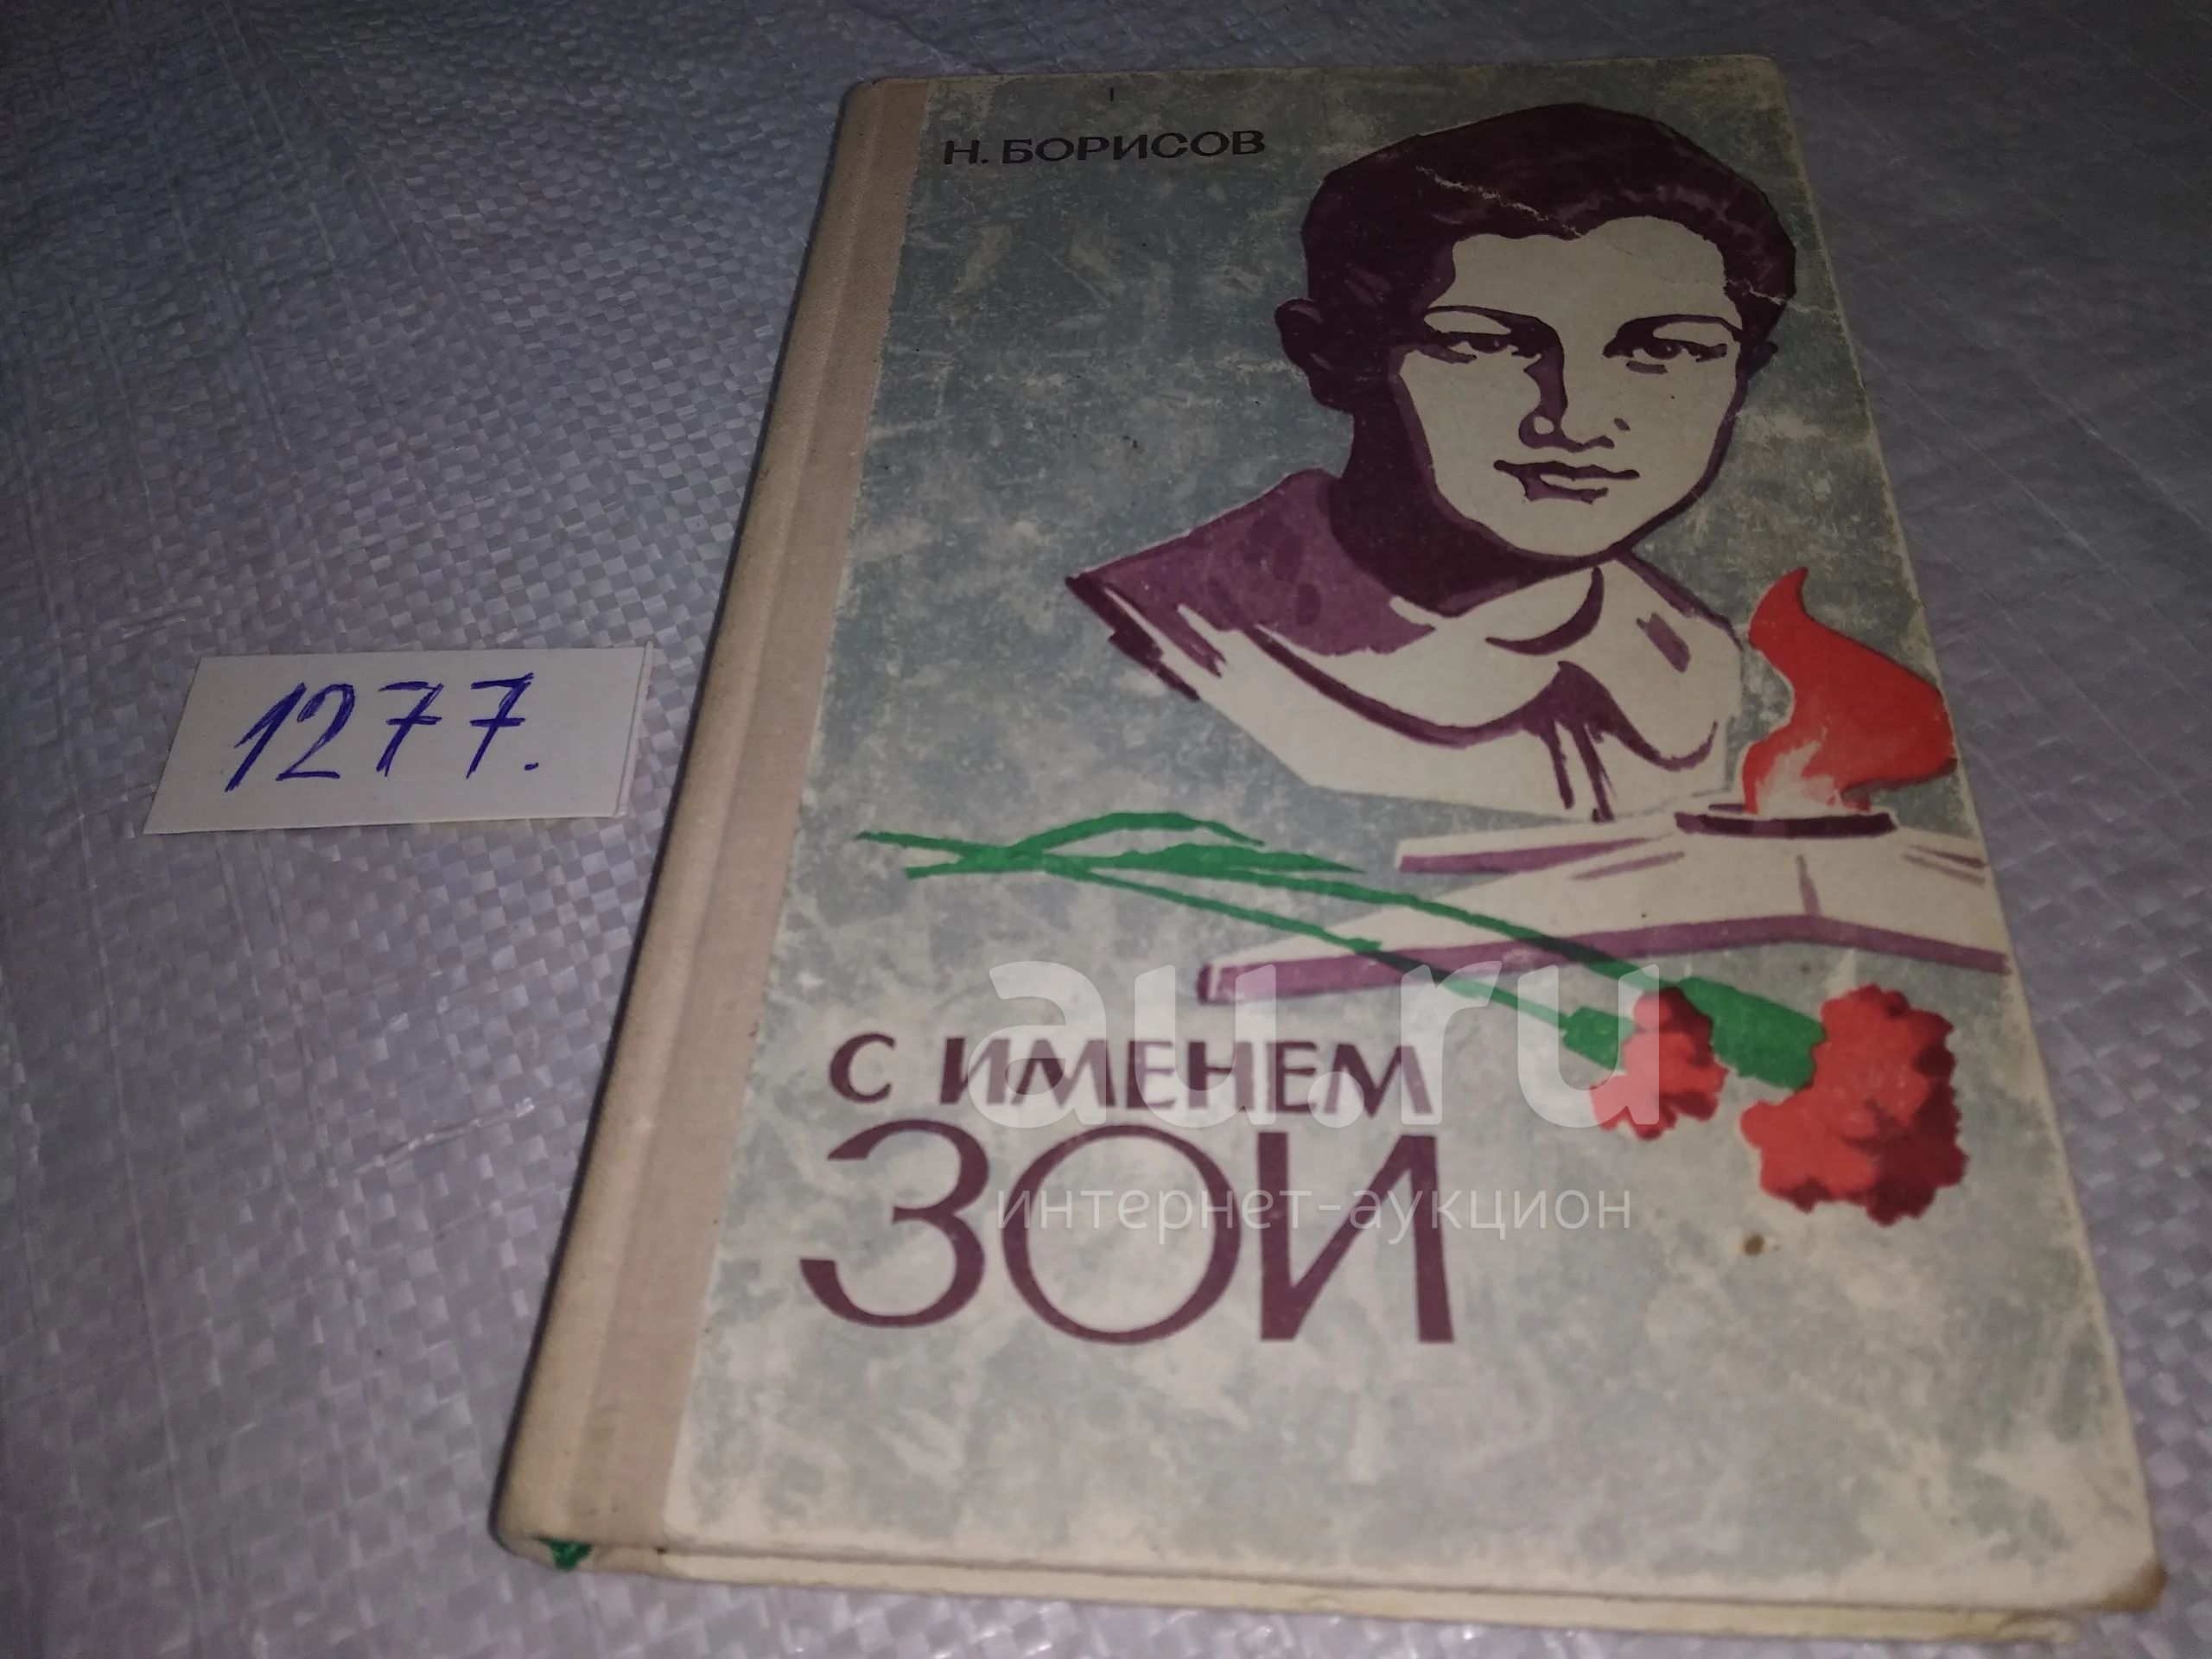 Н. БОРИСОВ
1277.
С ИМЕНЕМ
ЗОИ
au.ru
интернет-аукцион